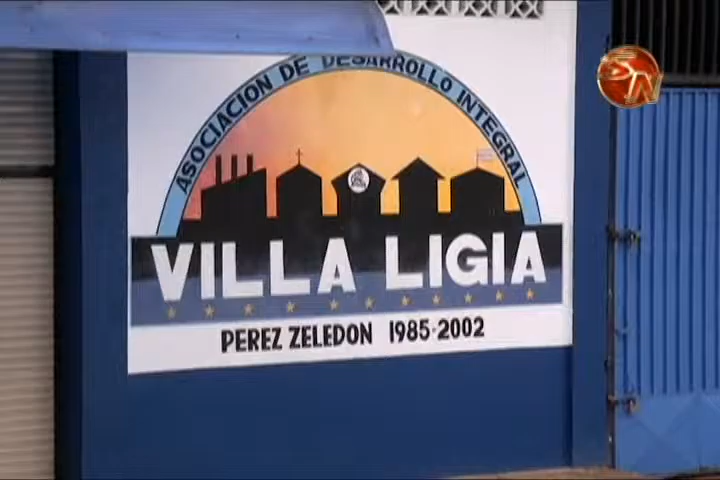 ASOCIACION DE DESARROLLO INTEGRAL
VILLA LIGIA
PEREZ ZELEDON 1985-2002